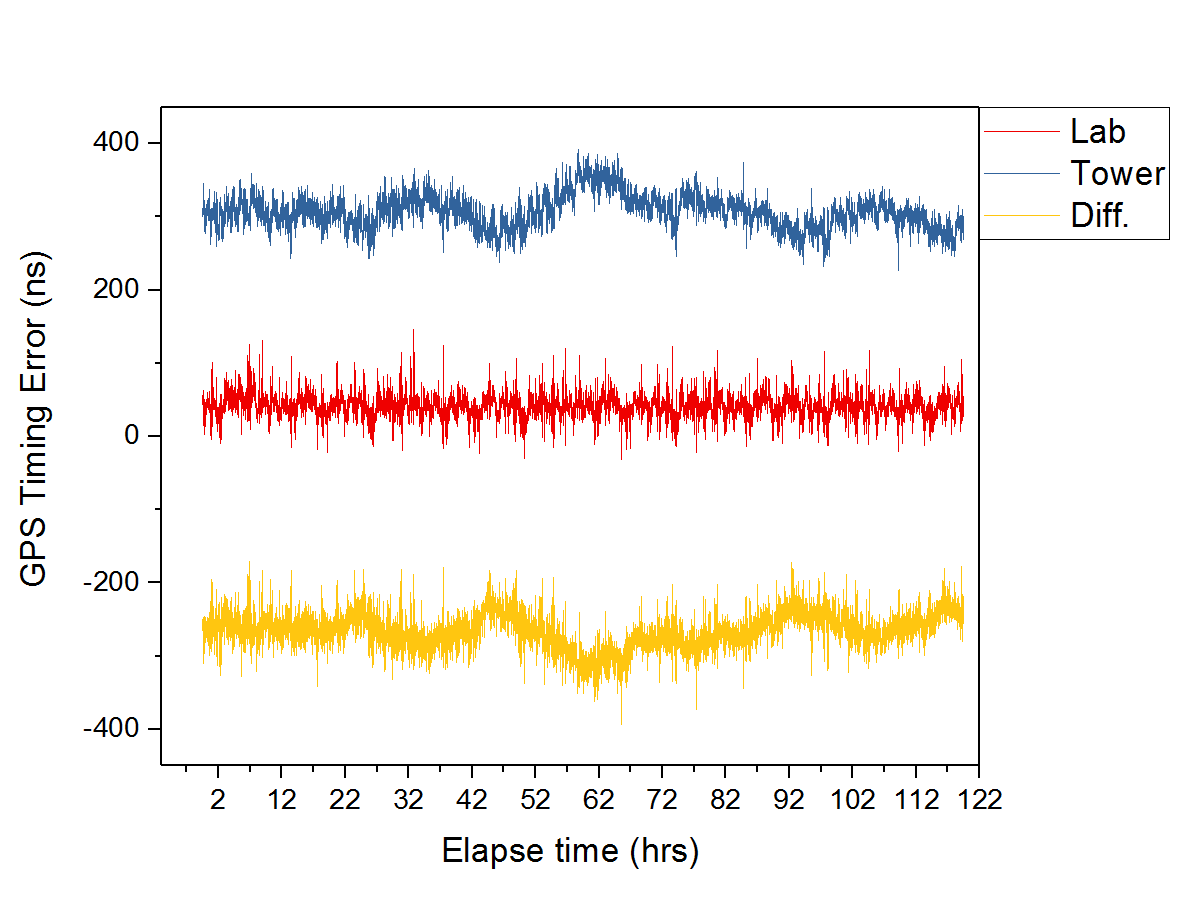 Lab
Tower
Diff.
400
200
0
-200
-400
GPS Timing Error (ns)
2 12 22 32 42 52 62 72 82 92 102 112 122
Elapse time (hrs)